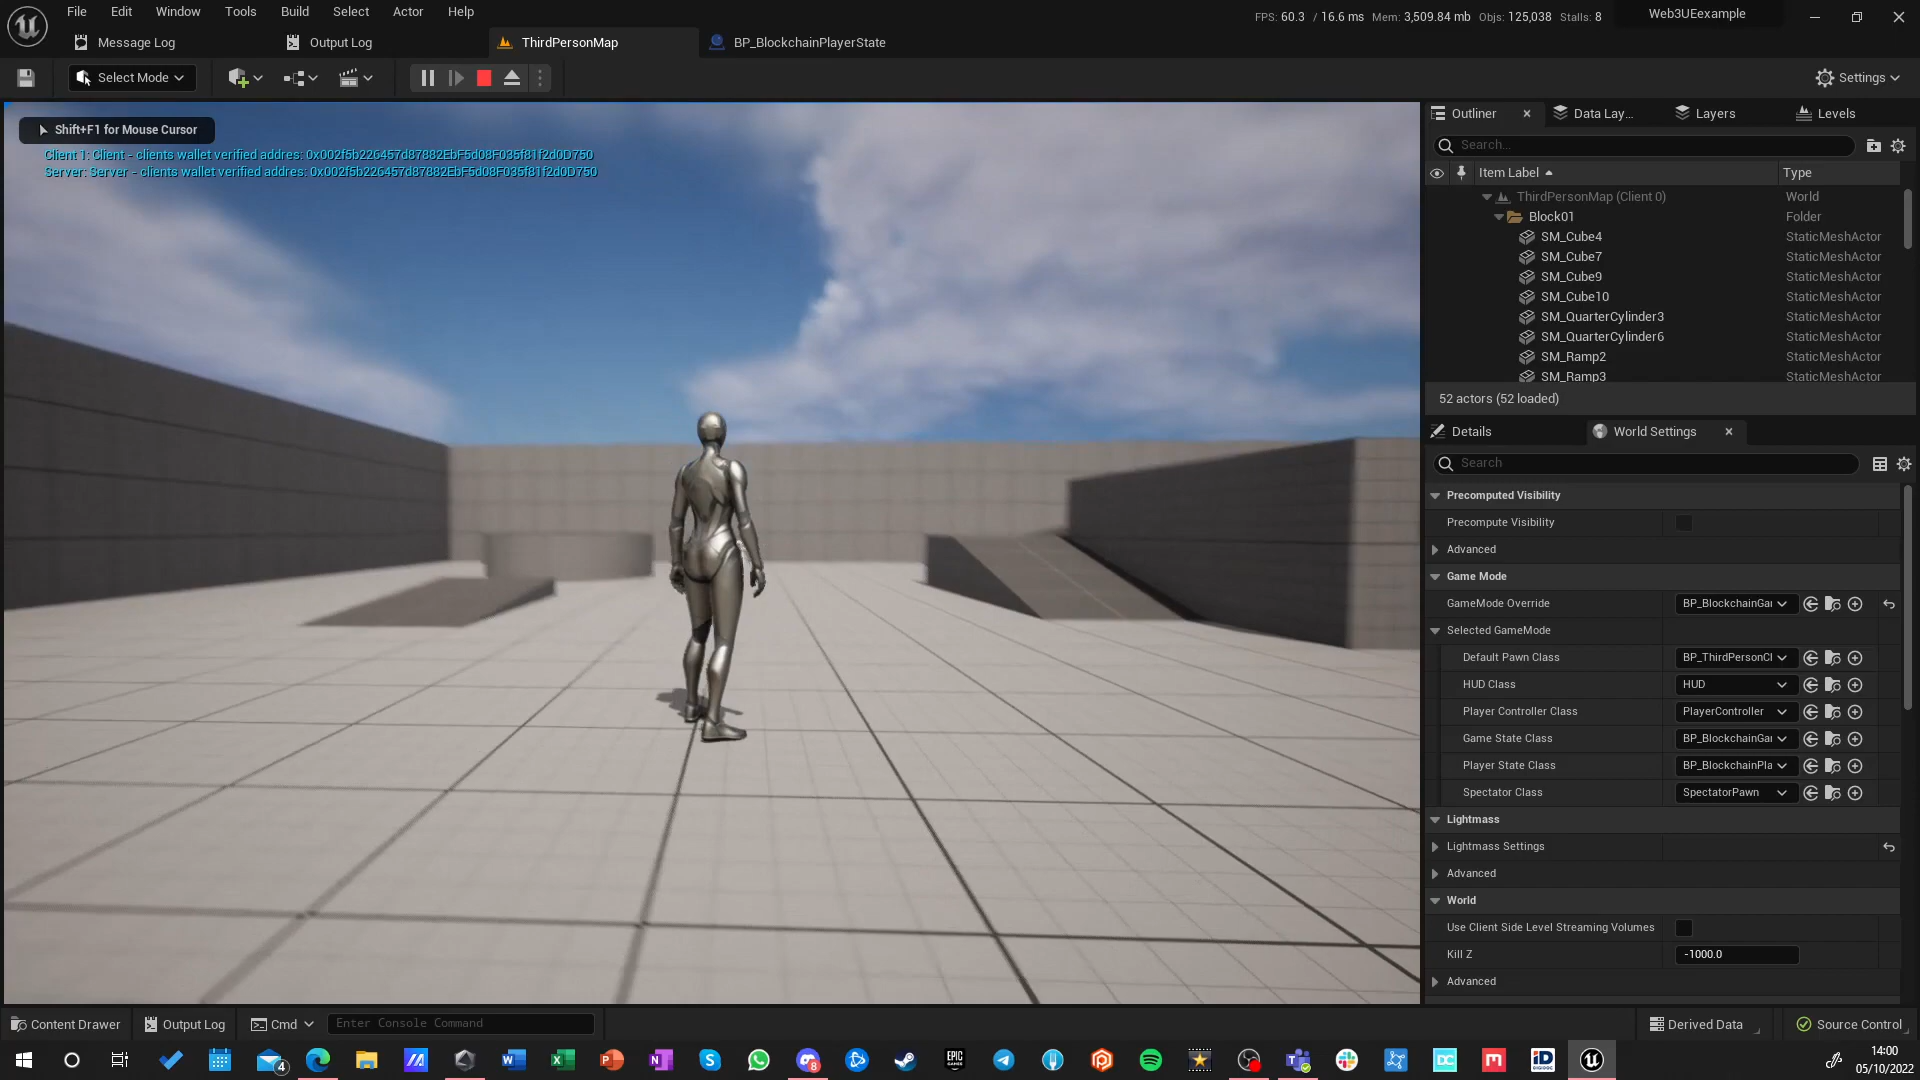 File Edit Window Tools Build Select Actor Help
FPS: 60.3 / 16.6 ms Mem: 3,509.84 mb Objs: 125,038 Stalls: 8
Web3UEexample
Message Log
Output Log
ThirdPersonMap
BP_BlockchainPlayerState
Select Mode
Settings
Shift+F1 for Mouse Cursor
Client 1: Client - clients wallet verified addres: 0x002f5b226457d87882EbF5d08F035f81f2d0D750
Server: Server - clients wallet verified addres: 0x002f5b226457d87882EbF5d08F035f81f2d0D750
Outliner
Data Lay...
Layers
Levels
Search...
Item Label Type
ThirdPersonMap (Client 0) World
Block01 Folder
SM_Cube4 StaticMeshActor
SM_Cube7 StaticMeshActor
SM_Cube9 StaticMeshActor
SM_Cube10 StaticMeshActor
SM_QuarterCylinder3 StaticMeshActor
SM_QuarterCylinder6 StaticMeshActor
SM_Ramp2 StaticMeshActor
SM_Ramp3 StaticMeshActor
52 actors (52 loaded)
Details
World Settings
Search
Precomputed Visibility
Precompute Visibility
Advanced
Game Mode
GameMode Override BP_BlockchainGa
Selected GameMode
Default Pawn Class BP_ThirdPersonCl
HUD Class HUD
Player Controller Class PlayerController
Game State Class BP_BlockchainGa
Player State Class BP_BlockchainPla
Spectator Class SpectatorPawn
Lightmass
Lightmass Settings
Advanced
World
Use Client Side Level Streaming Volumes
Kill Z -1000.0
Advanced
Content Drawer
Output Log
Cmd
Enter Console Command
Derived Data
Source Control
4
8
EPIC GAMES
DC
iD
14:00
05/10/2022